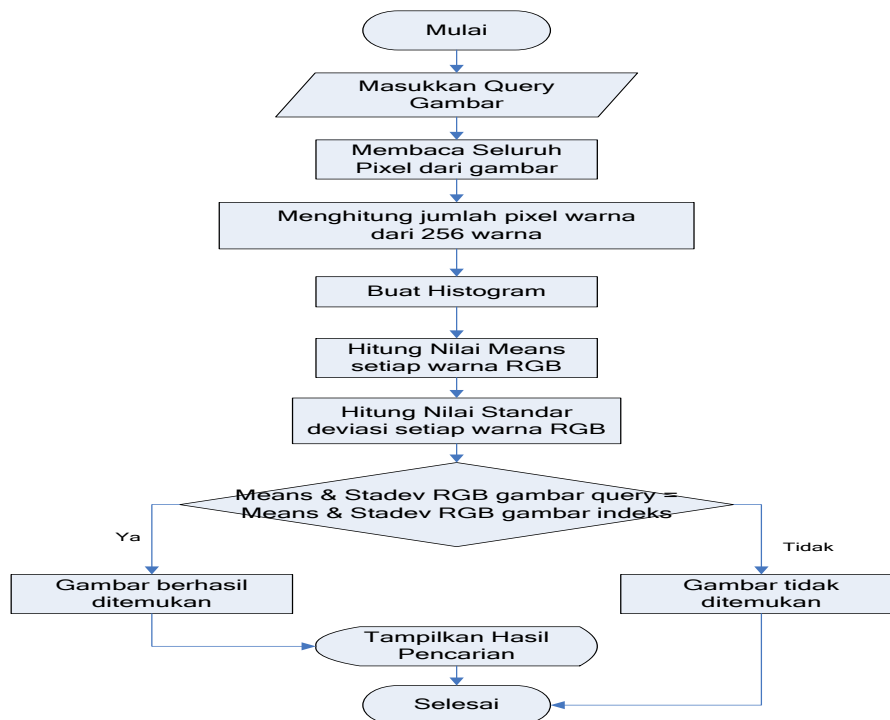 Mulai
Masukkan Query
Gambar
Membaca Seluruh
Pixel dari gambar
Menghitung jumlah pixel warna
dari 256 warna
Buat Histogram
Hitung Nilai Means
setiap warna RGB
Hitung Nilai Standar
deviasi setiap warna RGB
Means & Stadev RGB gambar query =
Means & Stadev RGB gambar indeks
Ya
Tidak
Gambar berhasil
ditemukan
Gambar tidak
ditemukan
Tampilkan Hasil
Pencarian
Selesai